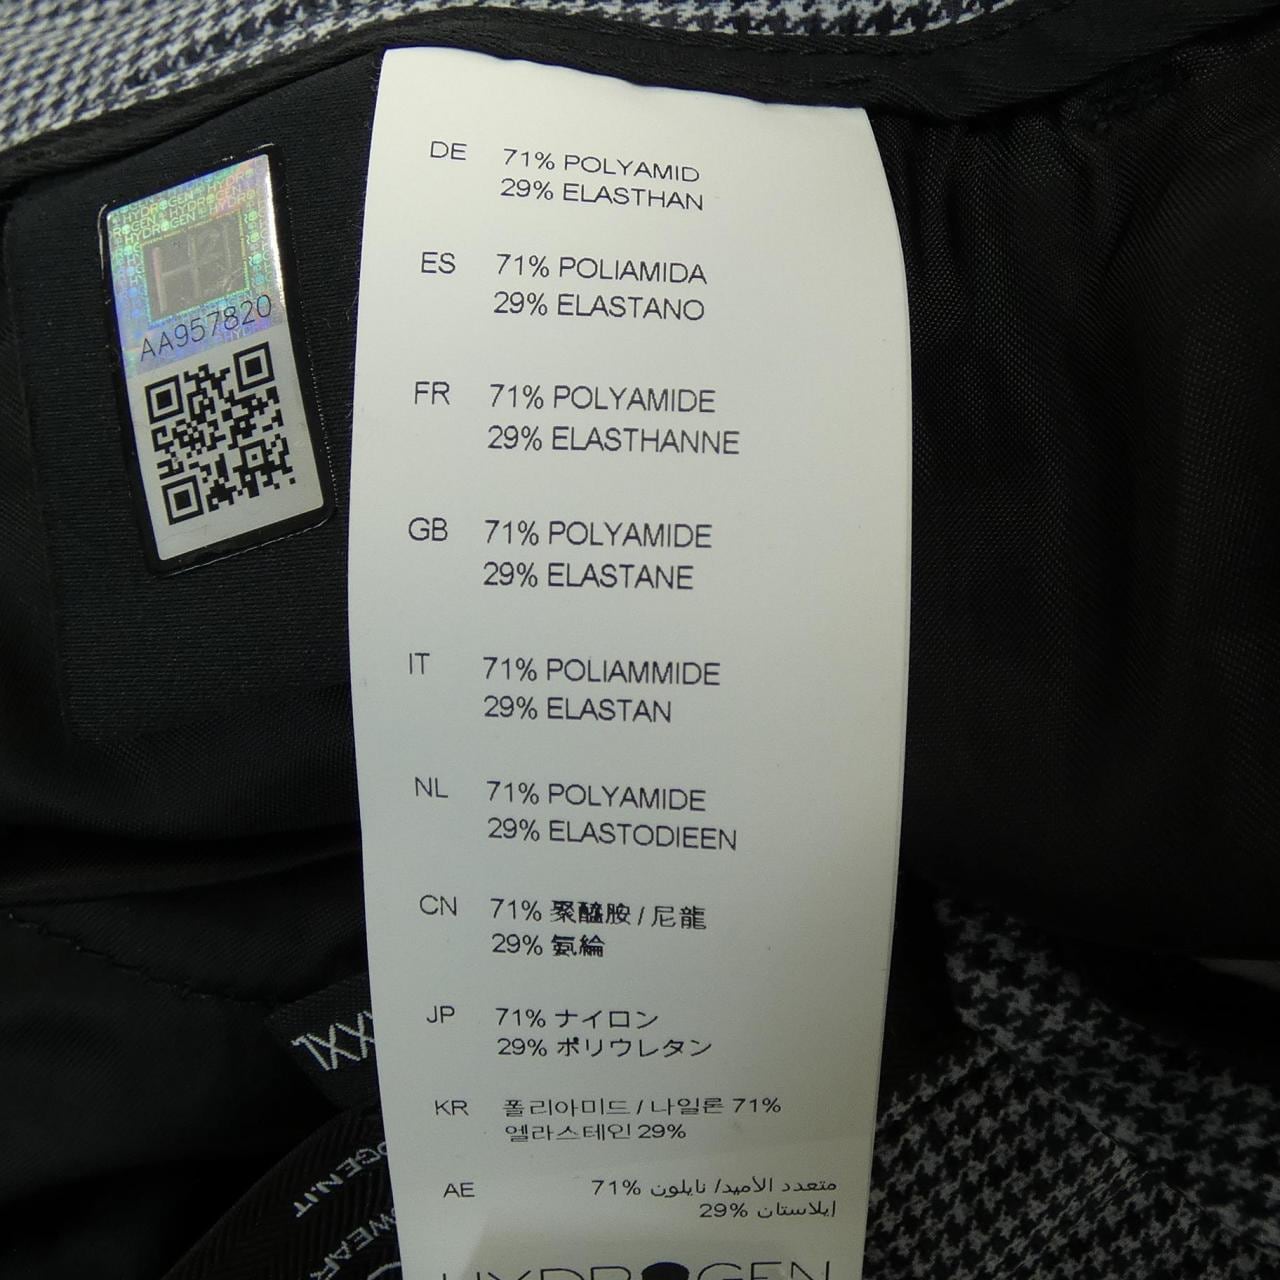 HYDROGEN
AA957820
DE 71% POLYAMID
29% ELASTHAN
ES 71% POLIAMIDA
29% ELASTANO
FR 71% POLYAMIDE
29% ELASTHANNE
GB 71% POLYAMIDE
29% ELASTANE
IT 71% POLIAMMIDE
29% ELASTAN
NL 71% POLYAMIDE
29% ELASTODIEEN
CN 71% 聚醯胺 / 尼龍
29% 氨綸
JP 71% ナイロン
29% ポリウレタン
KR 폴리아미드 / 나일론 71%
엘라스테인 29%
AE متعدد الاميد/ نايلون %71
ايلاستان %29
HYDROGEN